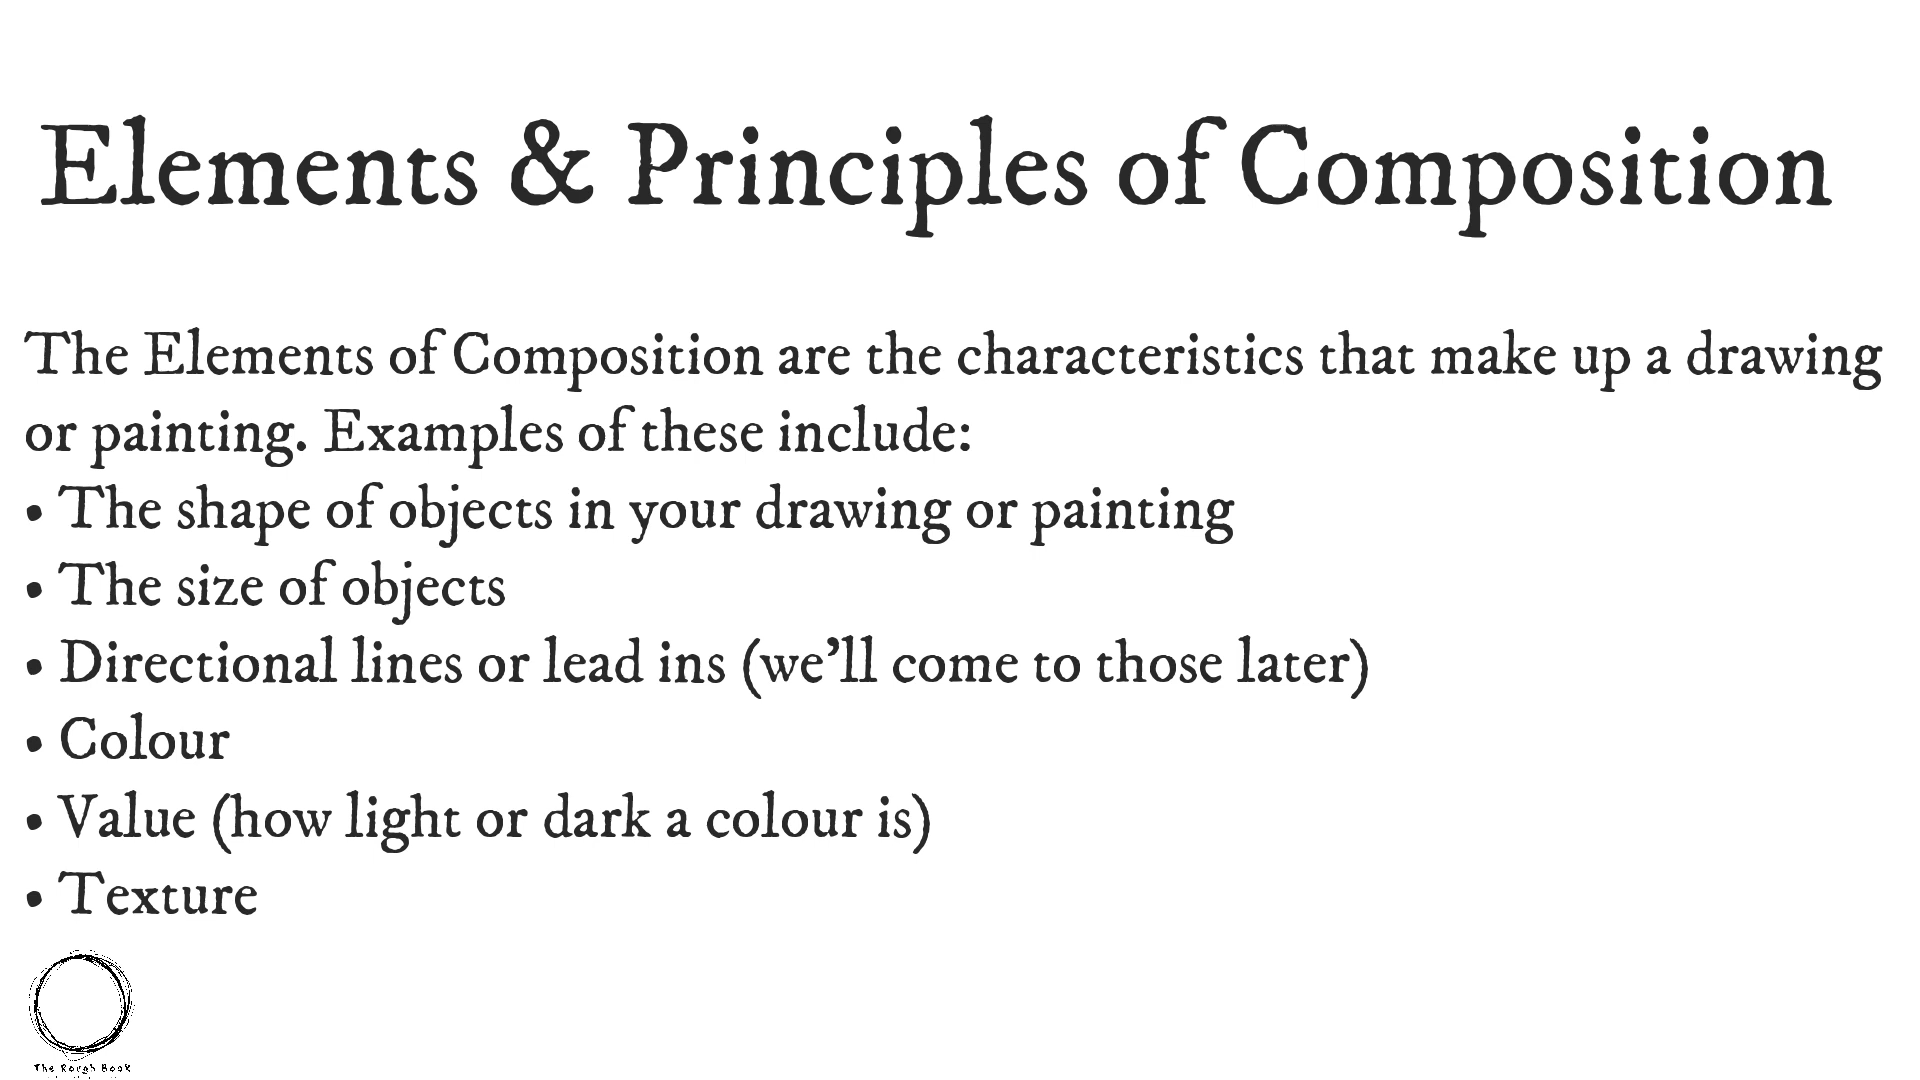 Elements & Principles of Composition
The Elements of Composition are the characteristics that make up a drawing
or painting. Examples of these include:
• The shape of objects in your drawing or painting
• The size of objects
• Directional lines or lead ins (we’ll come to those later)
• Colour
• Value (how light or dark a colour is)
• Texture
The Rough Book